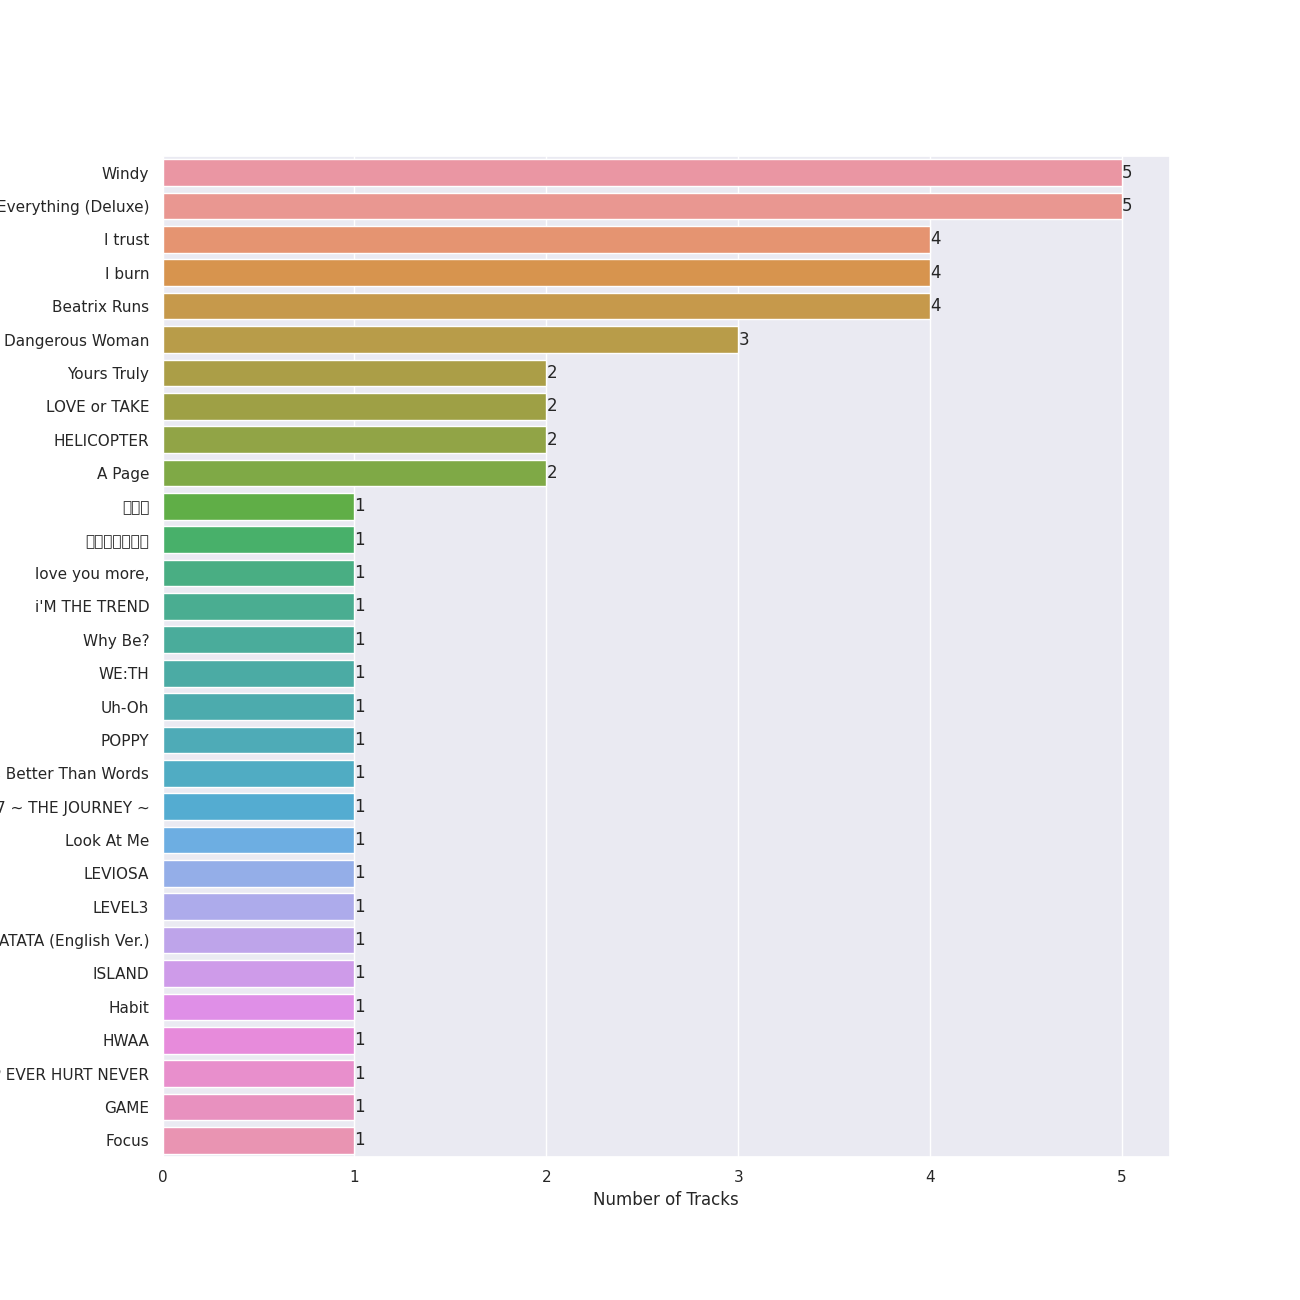 Windy 5
Everything (Deluxe) 5
I trust 4
I burn 4
Beatrix Runs 4
Dangerous Woman 3
Yours Truly 2
LOVE or TAKE 2
HELICOPTER 2
A Page 2
1
1
love you more, 1
i'M THE TREND 1
Why Be? 1
WE:TH 1
Uh-Oh 1
POPPY 1
Better Than Words 1
7 ~ THE JOURNEY ~ 1
Look At Me 1
LEVIOSA 1
LEVEL3 1
ATATA (English Ver.) 1
ISLAND 1
Habit 1
HWAA 1
EVER HURT NEVER 1
GAME 1
Focus 1
0 1 2 3 4 5
Number of Tracks